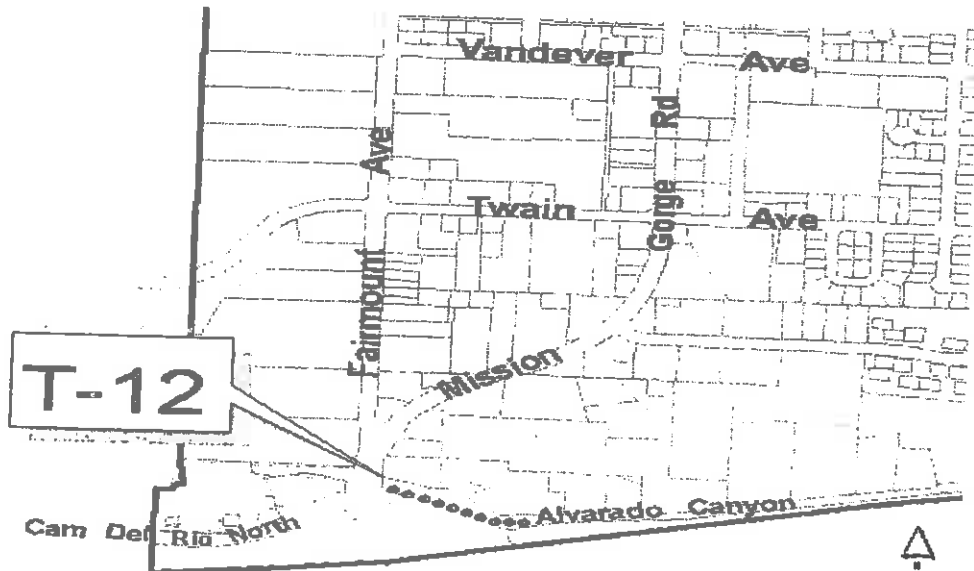 Vandever Ave
Fairmount Ave
Mission Gorge Rd
Twain Ave
T-12
Alvarado Canyon
Cam Del Rio North